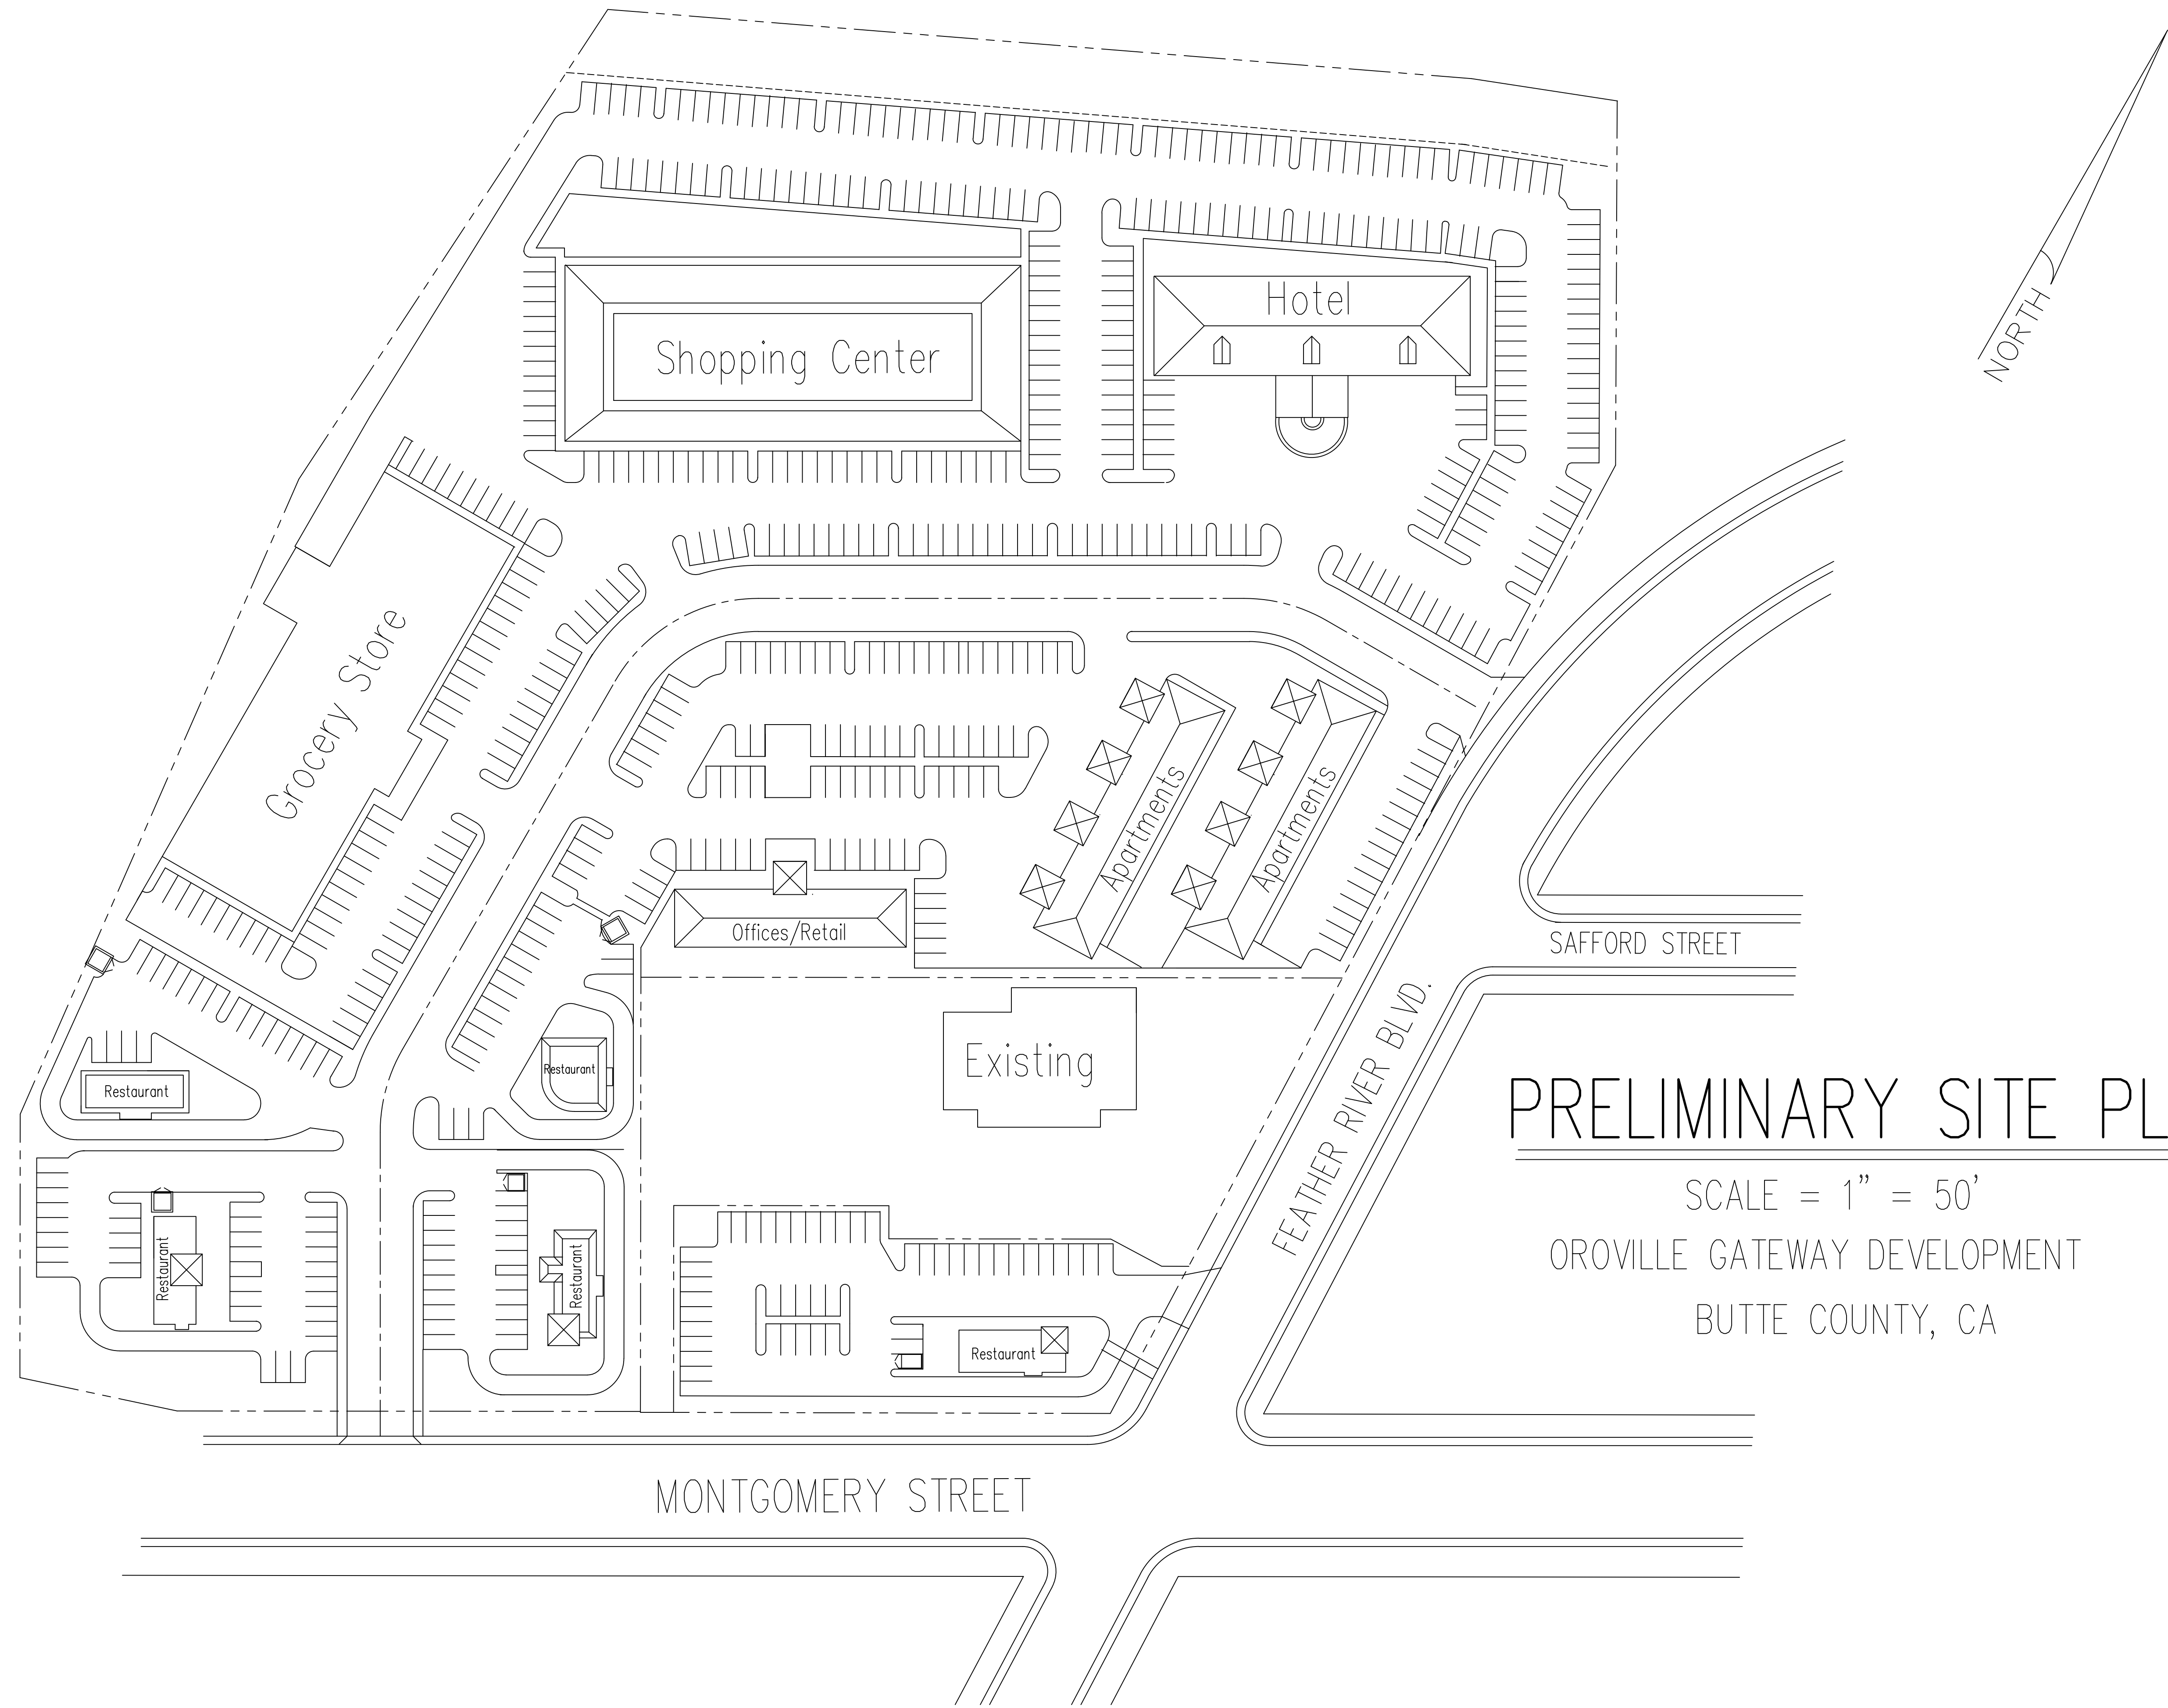 NORTH
Hotel
Shopping Center
Grocery Store
Apartments
Apartments
Offices/Retail
SAFFORD STREET
FEATHER RIVER BLVD.
Existing
Restaurant
Restaurant
Restaurant
Restaurant
Restaurant
PRELIMINARY SITE PL
SCALE = 1" = 50'
OROVILLE GATEWAY DEVELOPMENT
BUTTE COUNTY, CA
MONTGOMERY STREET